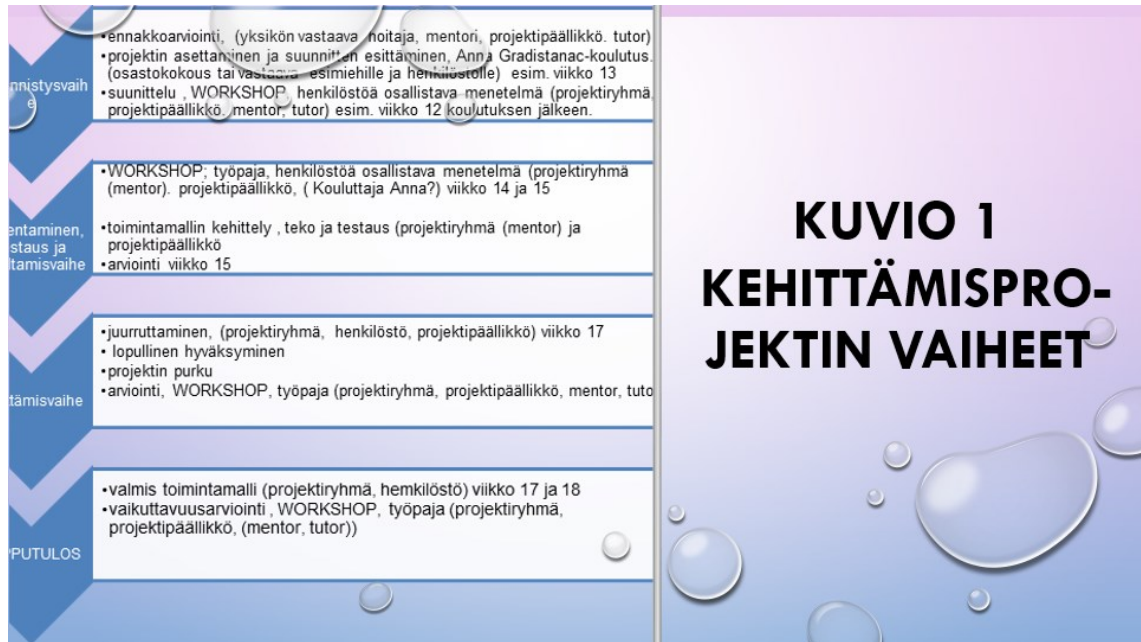 nnistysvaih
e
•ennakkoarviointi, (yksikön vastaava hoitaja, mentori, projektipäällikkö. tutor)
•projektin asettaminen ja suunnitten esittäminen, Anna Gradistanac-koulutus.
(osastokokous tai vastaava esimiehille ja henkilöstölle) esim. viikko 13
•suunittelu , WORKSHOP, henkilöstöä osallistava menetelmä (projektiryhmä,
projektipäällikkö. mentor, tutor) esim. viikko 12 koulutuksen jälkeen.
entaminen,
staus ja
ltamisvaihe
•WORKSHOP; työpaja, henkilöstöä osallistava menetelmä (projektiryhmä
(mentor). projektipäällikkö, ( Kouluttaja Anna?) viikko 14 ja 15
•toimintamallin kehittely , teko ja testaus (projektiryhmä (mentor) ja
projektipäällikkö
•arviointi viikko 15
tämisvaihe
•juurruttaminen, (projektiryhmä, henkilöstö, projektipäällikkö) viikko 17
• lopullinen hyväksyminen
•projektin purku
•arviointi, WORKSHOP, työpaja (projektiryhmä, projektipäällikkö, mentor, tuto
PPUTULOS
•valmis toimintamalli (projektiryhmä, hemkilöstö) viikko 17 ja 18
•vaikuttavuusarviointi , WORKSHOP, työpaja (projektiryhmä,
projektipäällikkö, (mentor, tutor))
KUVIO 1
KEHITTÄMISPRO-
JEKTIN VAIHEET